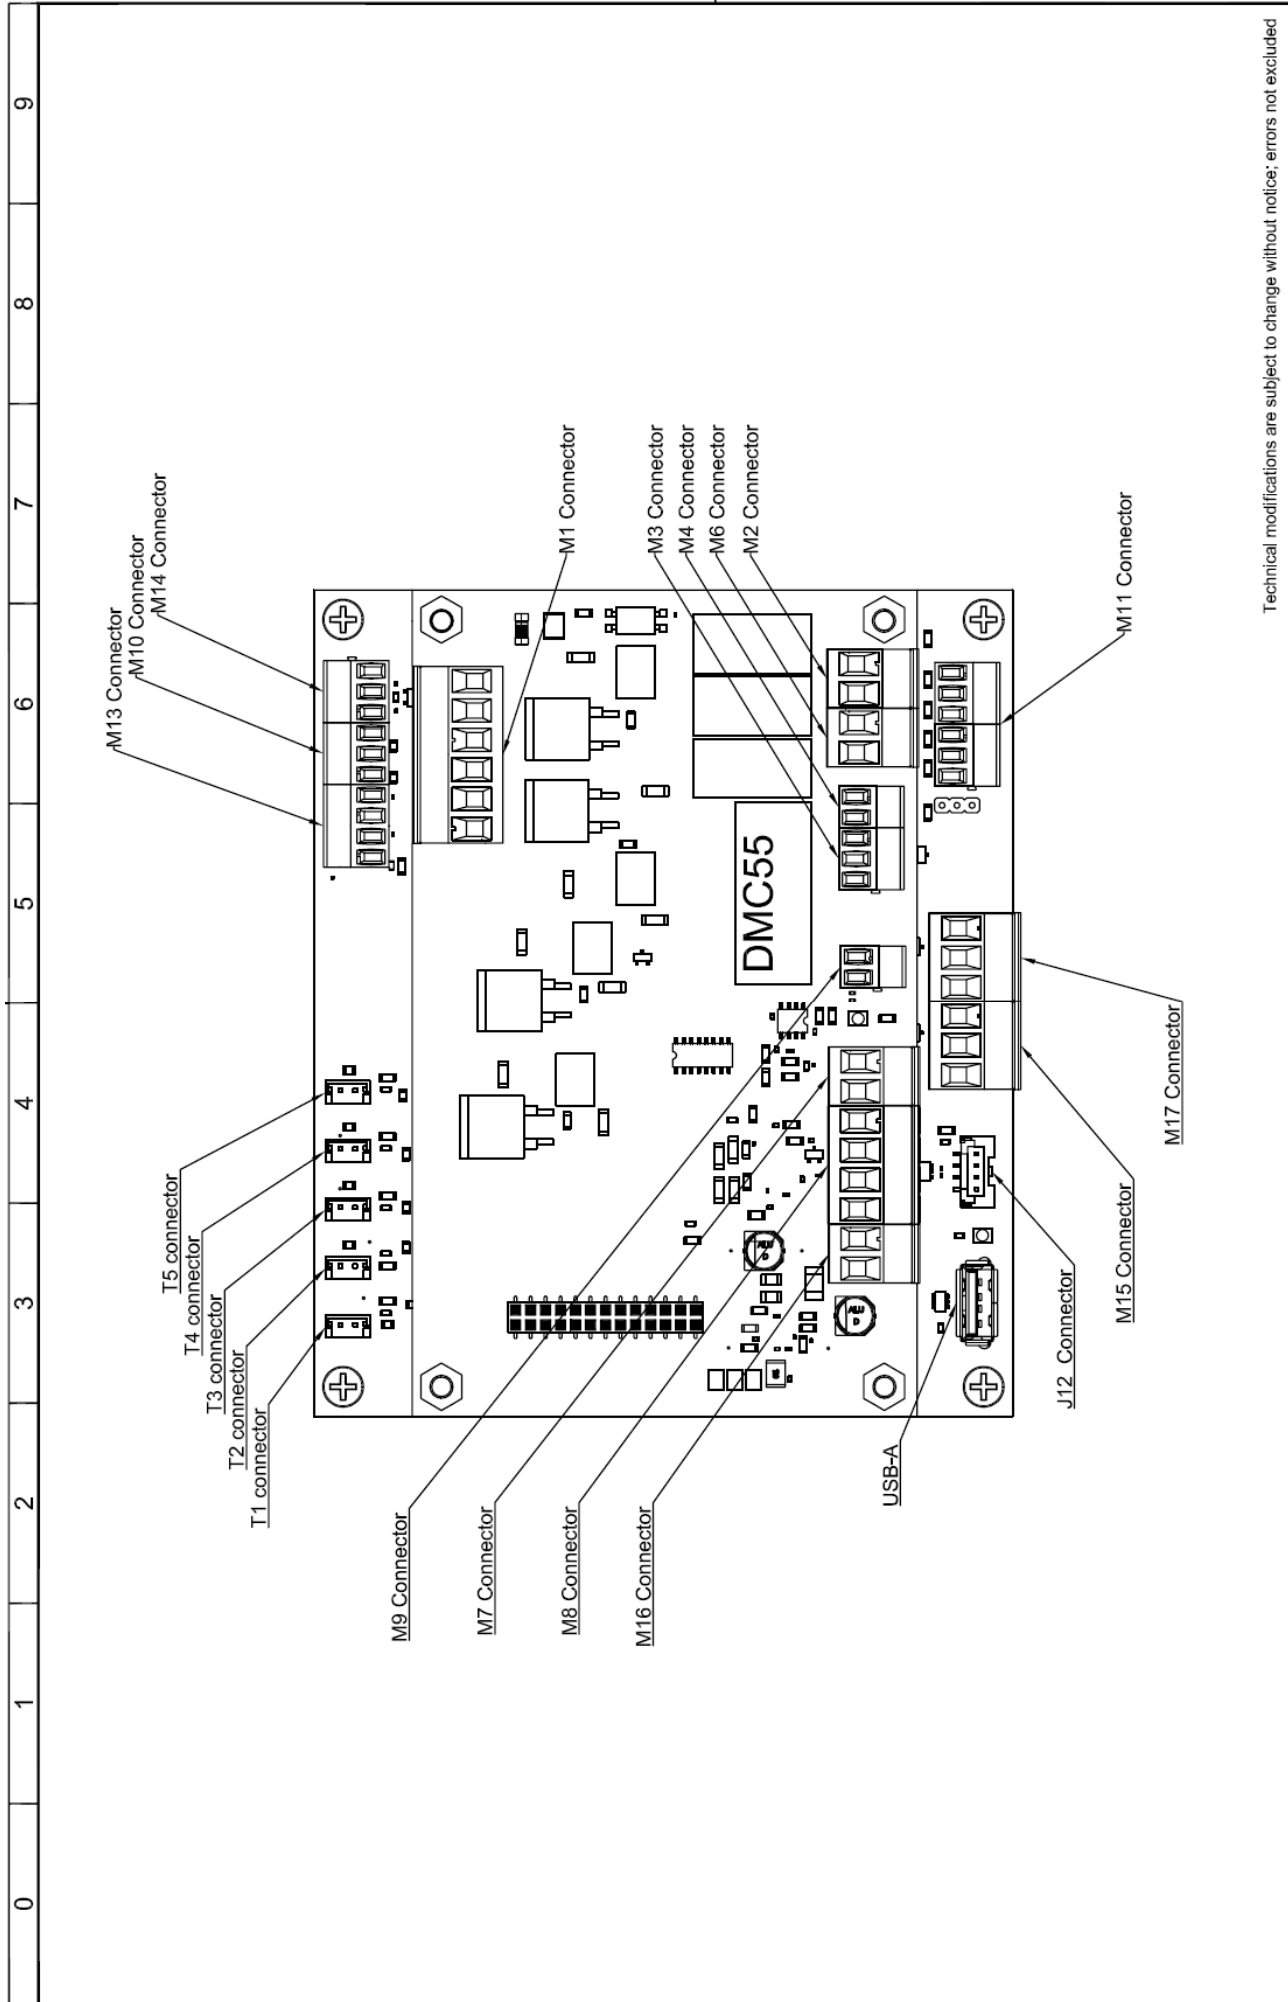 0 1 2 3 4 5 6 7 8 9
M13 Connector
M10 Connector
M14 Connector
T5 connector
T4 connector
T3 connector
T2 connector
T1 connector
M9 Connector
M7 Connector
M1 Connector
M8 Connector
M16 Connector
M3 Connector
M4 Connector
M6 Connector
M2 Connector
DMC55
ALU
D
ALU
D
USB-A
J12 Connector
M15 Connector
M11 Connector
M17 Connector
Technical modifications are subject to change without notice; errors not excluded